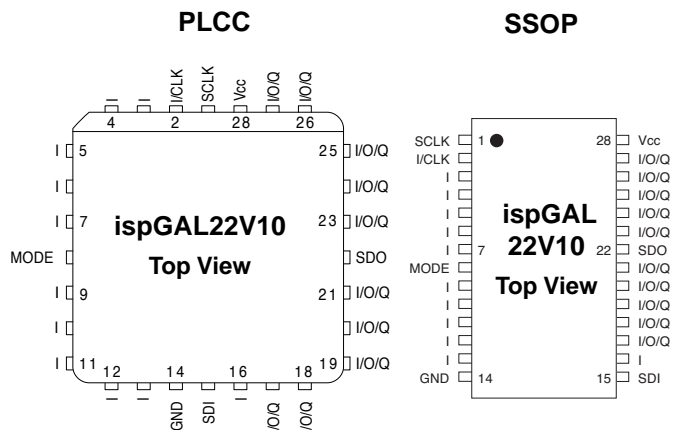 PLCC
I I I/CLK SCLK Vcc I/O/Q I/O/Q
4 2 28 26
I 5 25 I/O/Q
I I/O/Q
I 7 23 I/O/Q
ispGAL22V10
MODE SDO
Top View
I 9 21 I/O/Q
I I/O/Q
I 11 19 I/O/Q
12 14 16 18
I I GND SDI I I/O/Q I/O/Q
SSOP
SCLK 1 28 Vcc
I/CLK I/O/Q
I I/O/Q
I I/O/Q
I I/O/Q
I I/O/Q
ispGAL
22V10
I 7 22 SDO
MODE I/O/Q
Top View
I I/O/Q
I I/O/Q
I I/O/Q
I I/O/Q
I I
GND 14 15 SDI